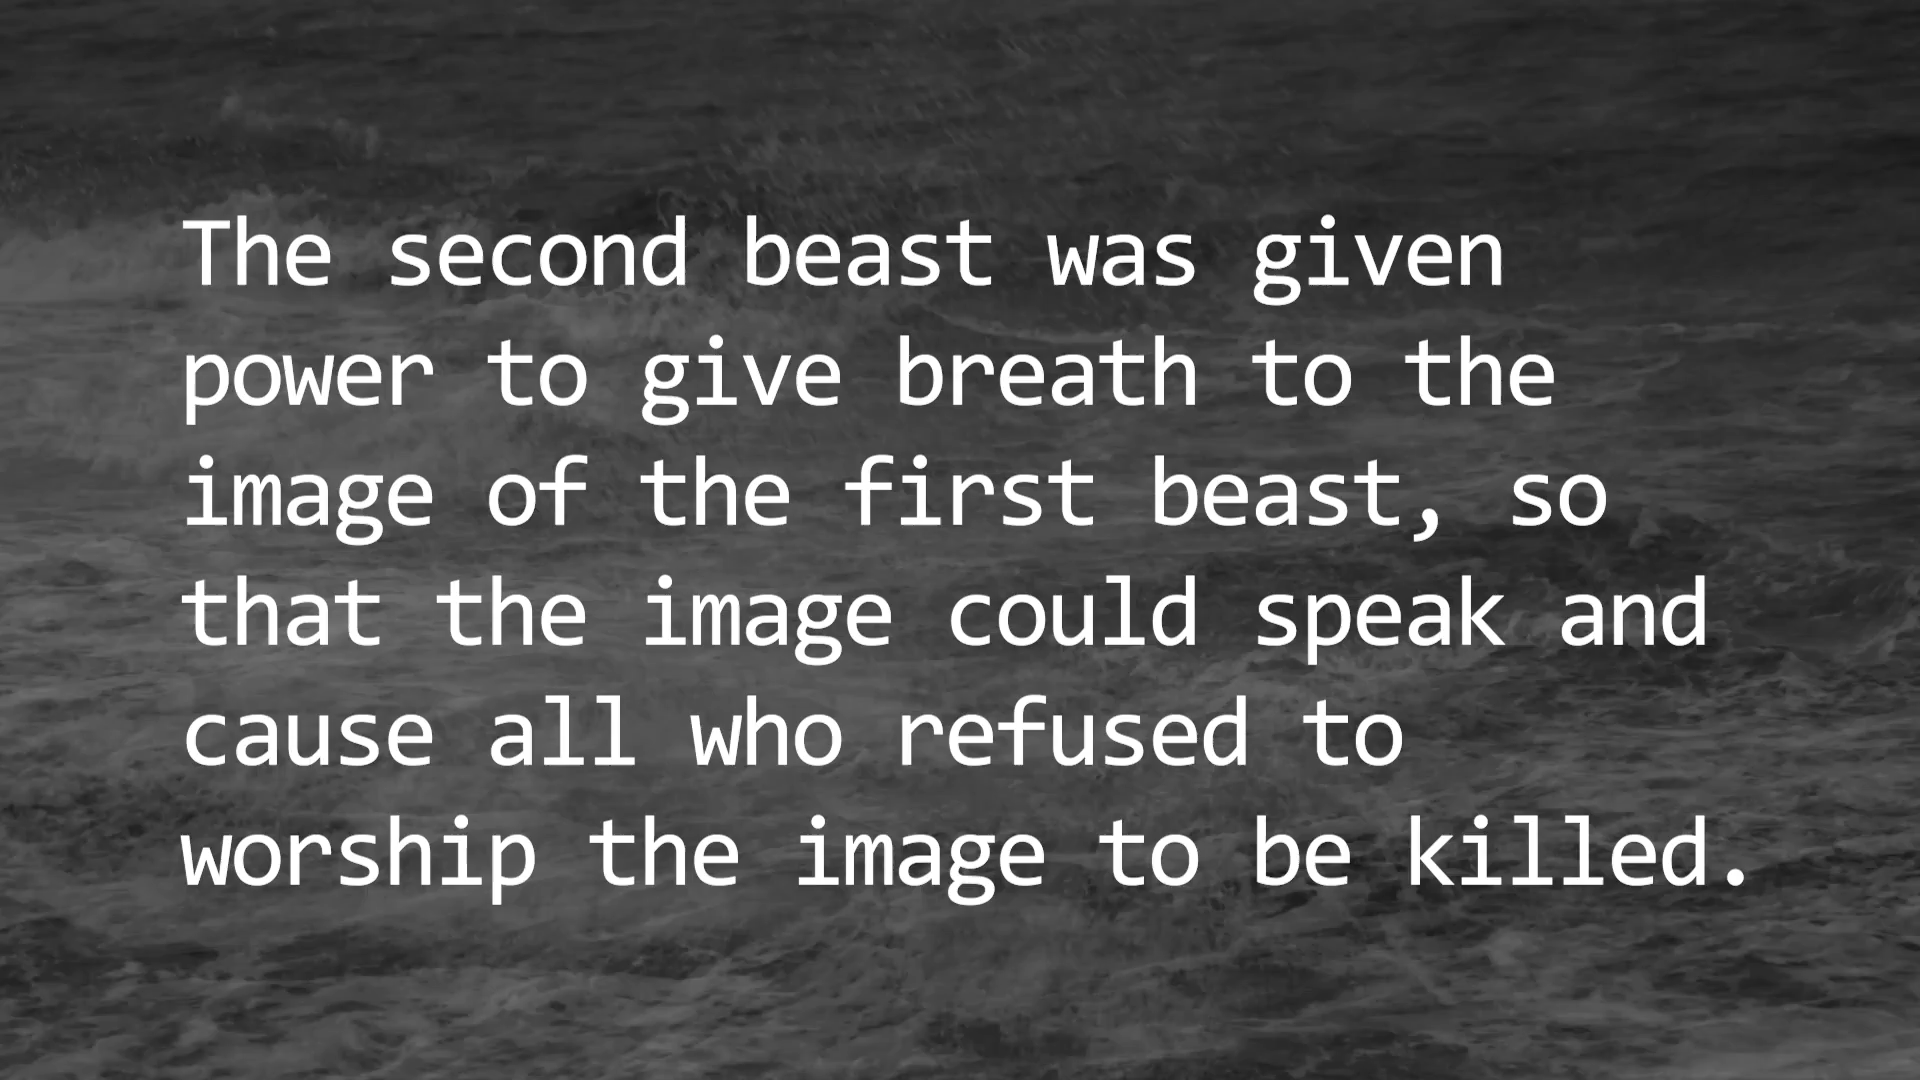 The second beast was given
power to give breath to the
image of the first beast, so
that the image could speak and
cause all who refused to
worship the image to be killed.